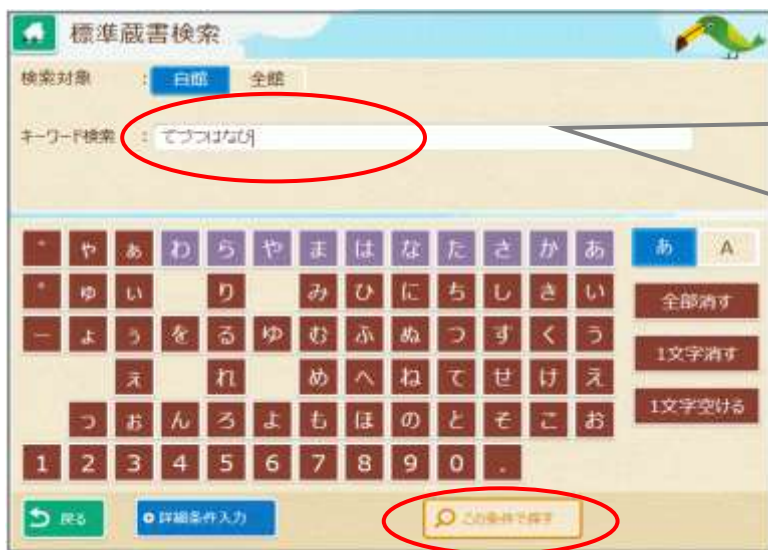 標準蔵書検索
検索対象 : 自館 全館
キーワード検索 : てづつはなび
゛ ゃ ぁ わ ら や ま は な た さ か あ あ A
゜ ゅ ぃ り み ひ に ち し き い 全部消す
ー ょ ぅ を る ゆ む ふ ぬ つ す く う
1文字消す
ぇ れ め へ ね て せ け え
っ ぉ ん ろ よ も ほ の と そ こ お 1文字空ける
1 2 3 4 5 6 7 8 9 0 .
戻る 詳細条件入力 この条件で探す